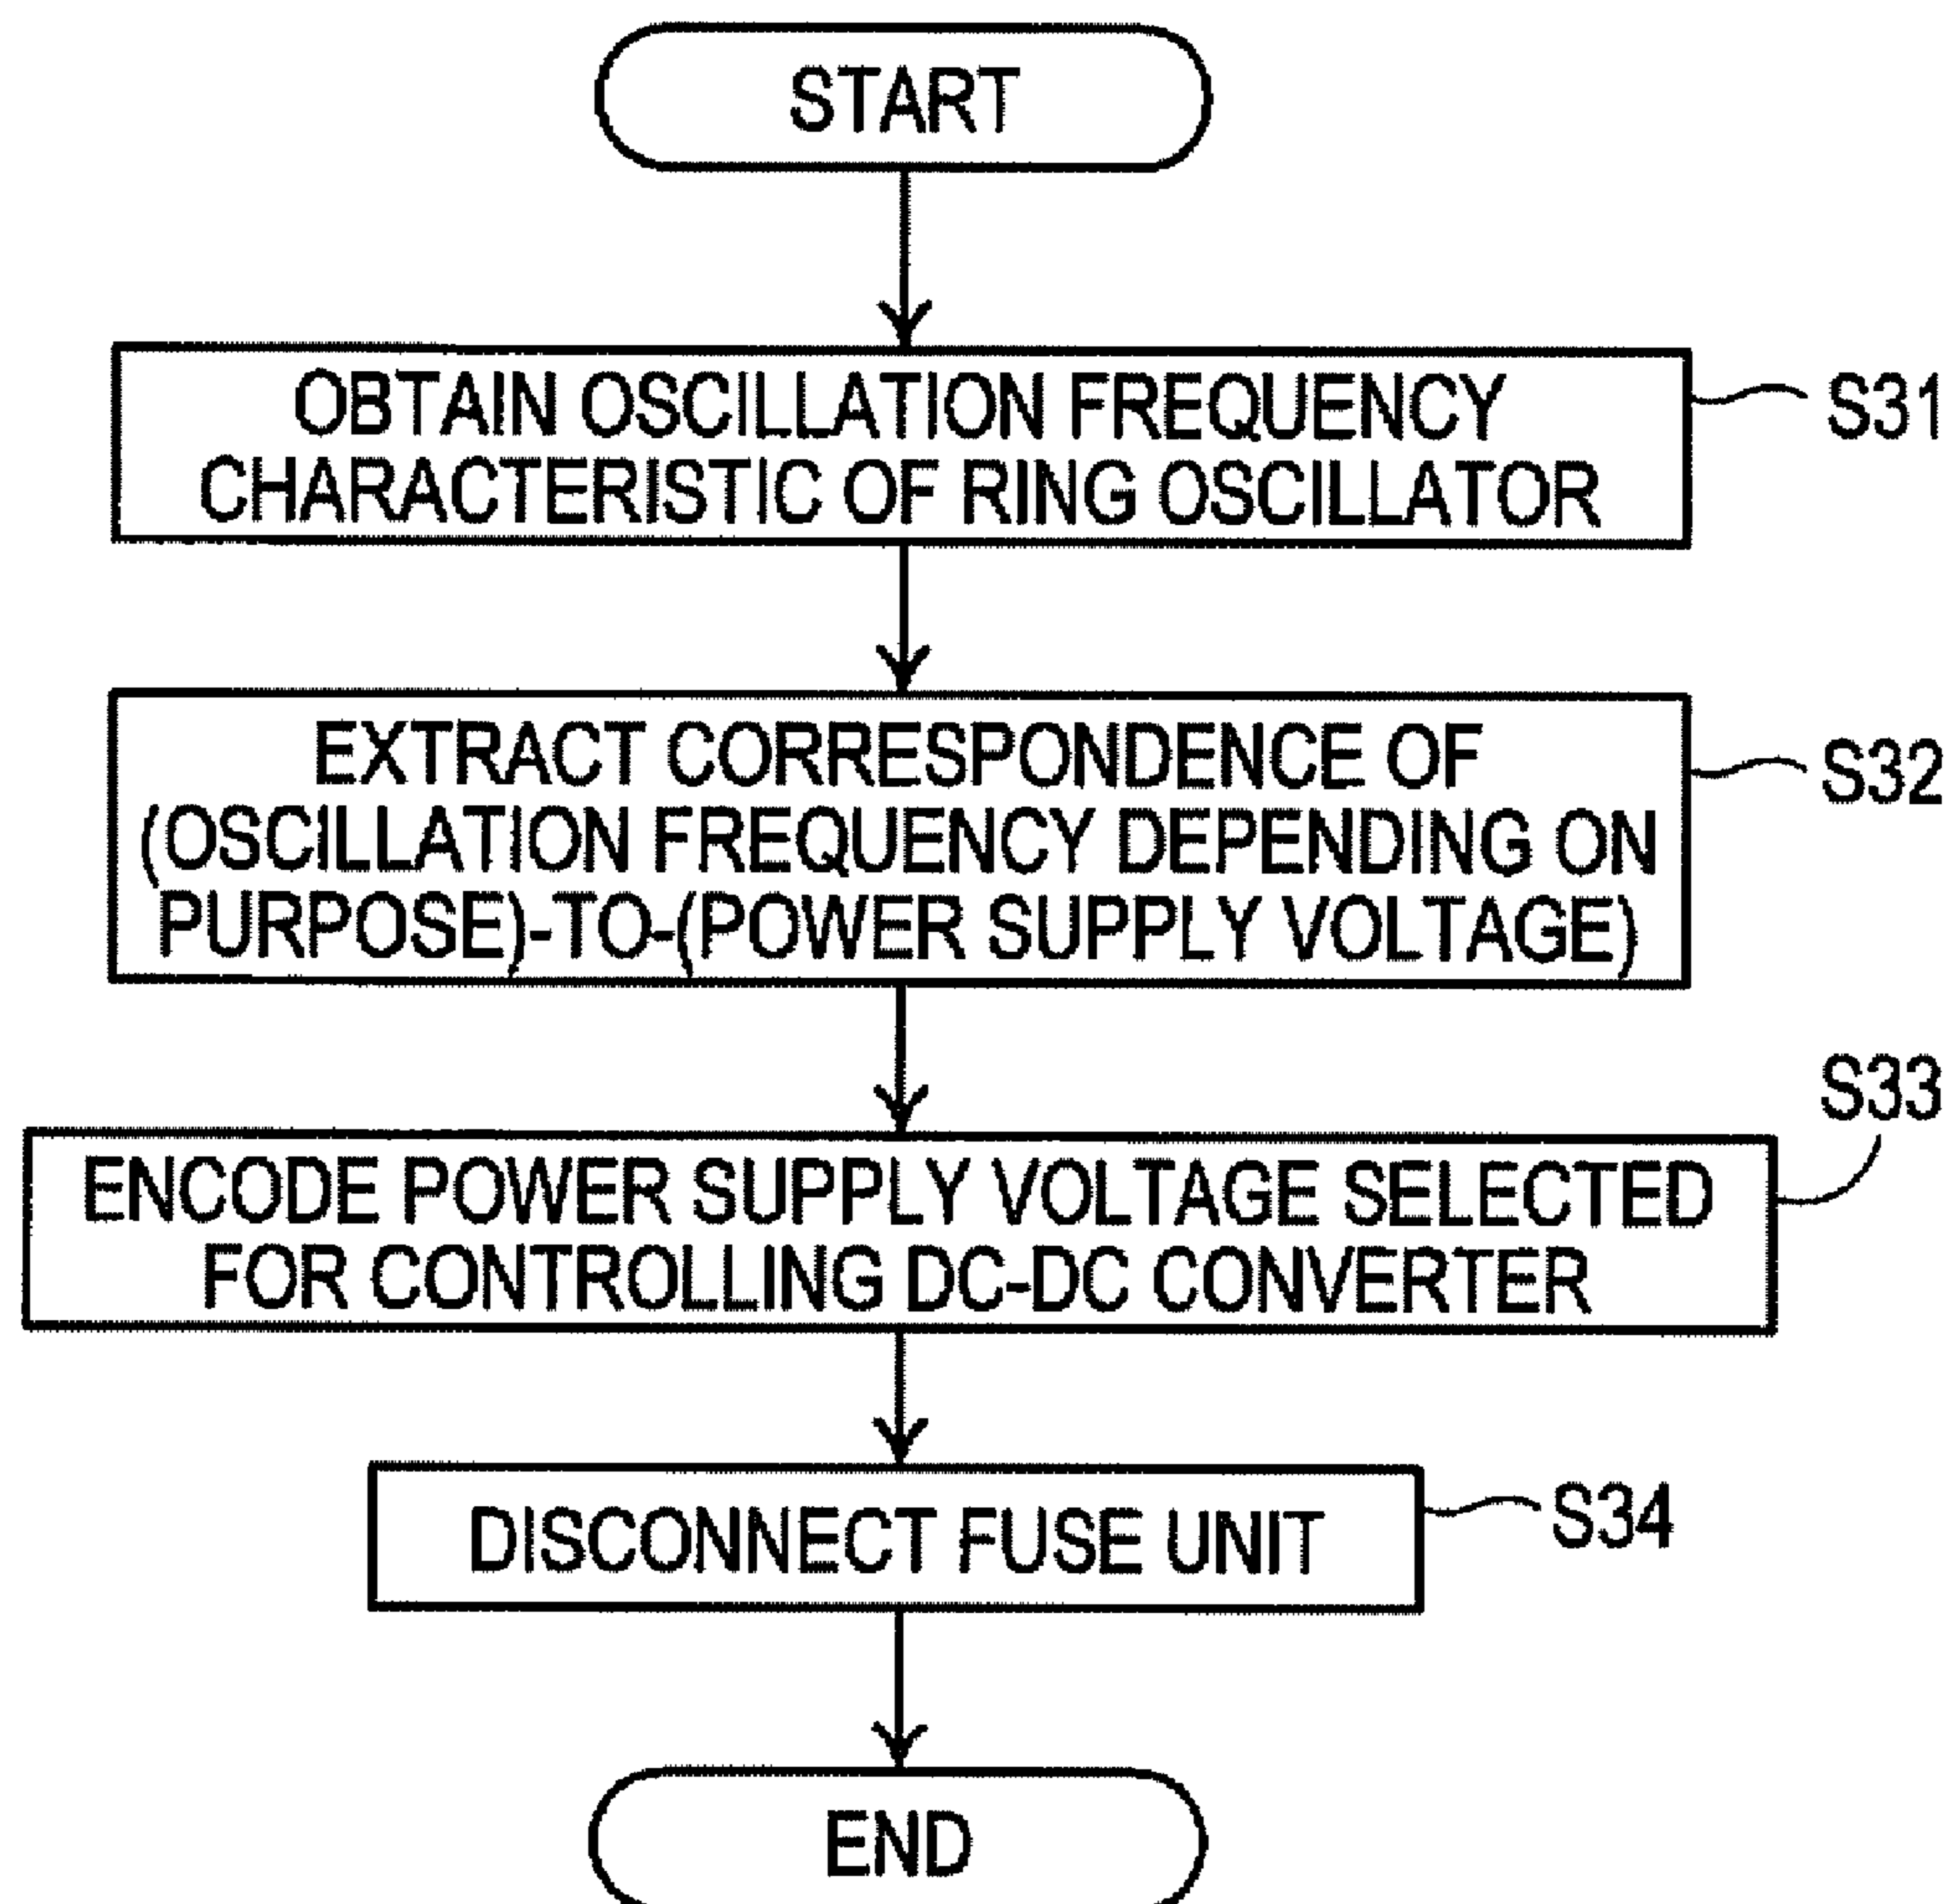 START
OBTAIN OSCILLATION FREQUENCY
CHARACTERISTIC OF RING OSCILLATOR
S31
EXTRACT CORRESPONDENCE OF
(OSCILLATION FREQUENCY DEPENDING ON
PURPOSE)-TO-(POWER SUPPLY VOLTAGE)
S32
ENCODE POWER SUPPLY VOLTAGE SELECTED
FOR CONTROLLING DC-DC CONVERTER
S33
DISCONNECT FUSE UNIT
S34
END